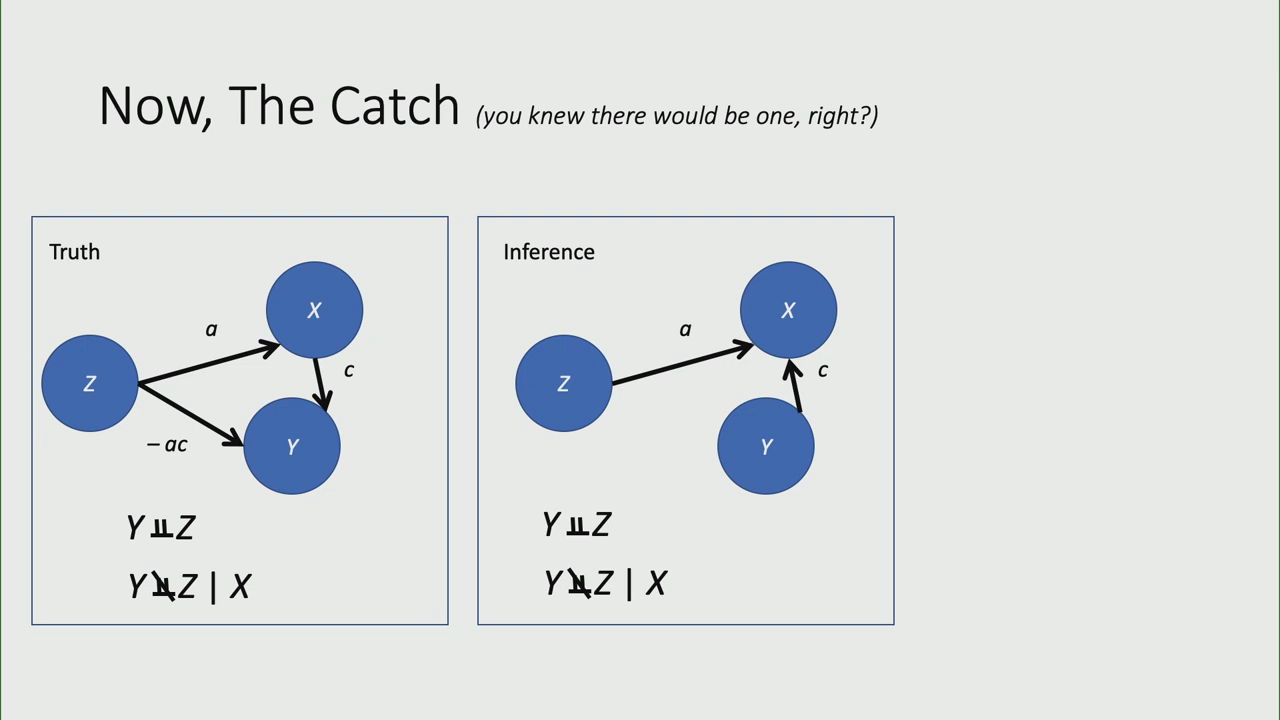 Now, The Catch (you knew there would be one, right?)
Truth
X
a
c
Z
– ac
Y
Y ⫫ Z
Y ⫫̸ Z | X
Inference
X
a
c
Z
Y
Y ⫫ Z
Y ⫫̸ Z | X